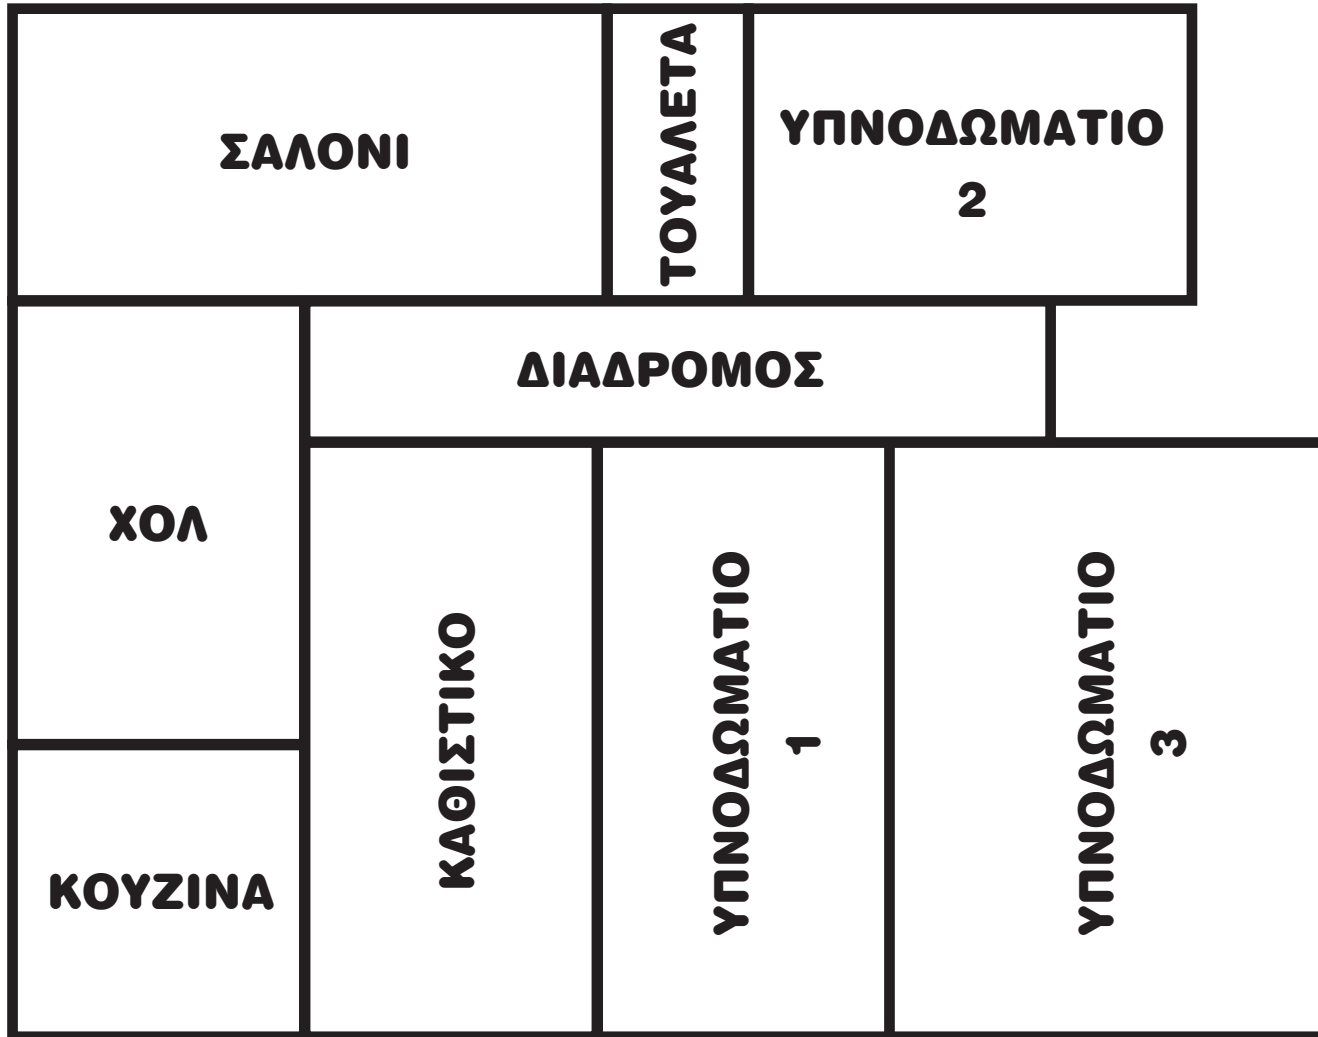 ΣΑΛΟΝΙ
ΤΟΥΑΛΕΤΑ
ΥΠΝΟΔΩΜΑΤΙΟ
2
ΔΙΑΔΡΟΜΟΣ
ΧΟΛ
ΚΑΘΙΣΤΙΚΟ
ΥΠΝΟΔΩΜΑΤΙΟ
1
ΥΠΝΟΔΩΜΑΤΙΟ
3
ΚΟΥΖΙΝΑ